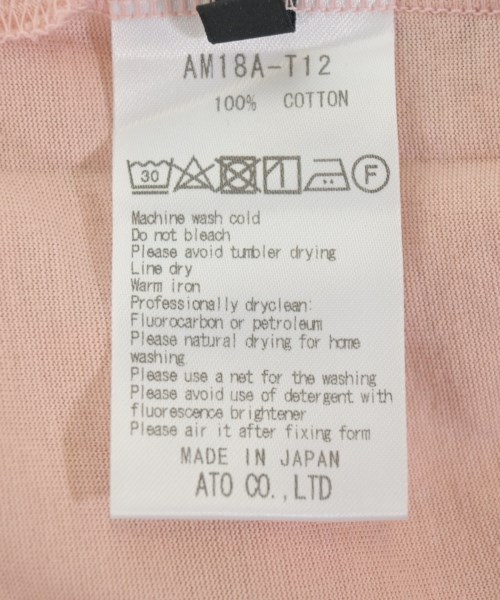 AM18A-T12
100% COTTON
30 F
Machine wash cold
Do not bleach
Please avoid tumbler drying
Line dry
Warm iron
Professionally dryclean:
Fluorocarbon or petroleum
Please natural drying for home
washing
Please use a net for the washing
Please avoid use of detergent with
fluorescence brightener
Please air it after fixing form
MADE IN JAPAN
ATO CO.,LTD